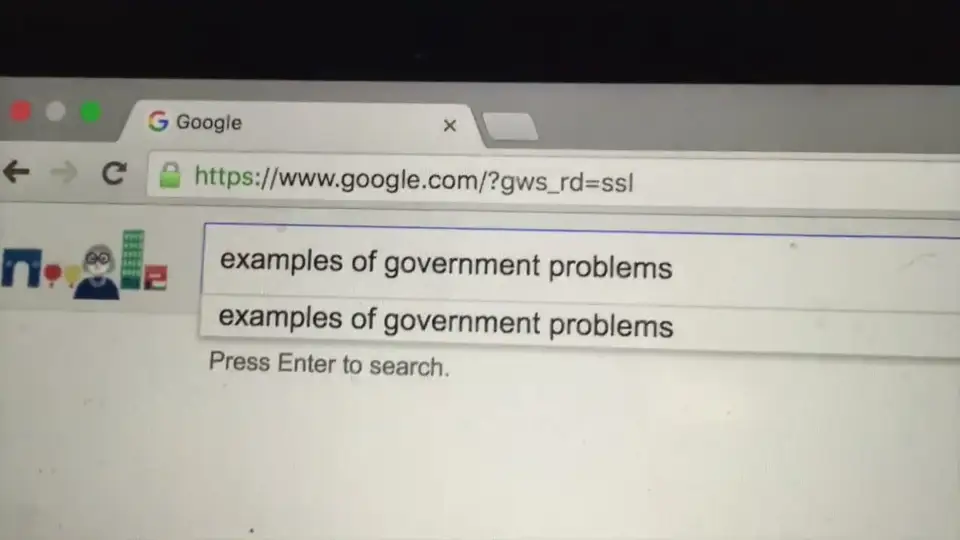 Google
https://www.google.com/?gws_rd=ssl
examples of government problems
examples of government problems
Press Enter to search.